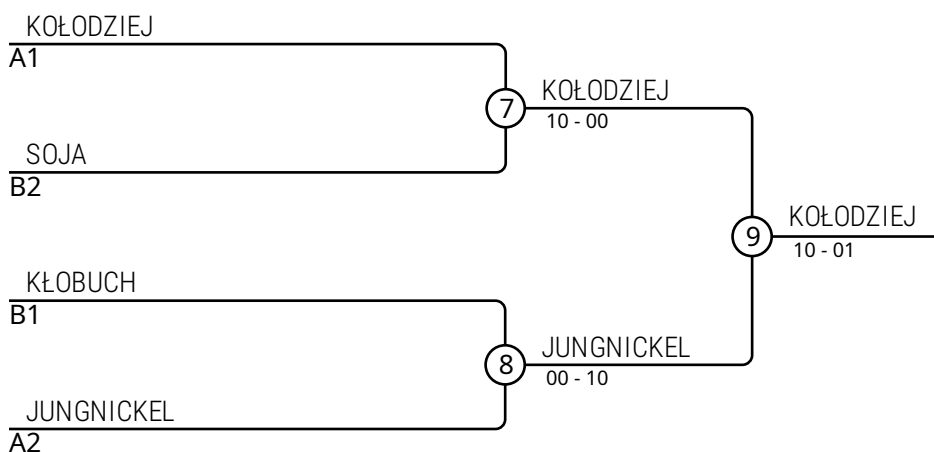 KOŁODZIEJ
A1
7
KOŁODZIEJ
10 - 00
SOJA
B2
9
KOŁODZIEJ
10 - 01
KŁOBUCH
B1
8
JUNGNICKEL
00 - 10
JUNGNICKEL
A2